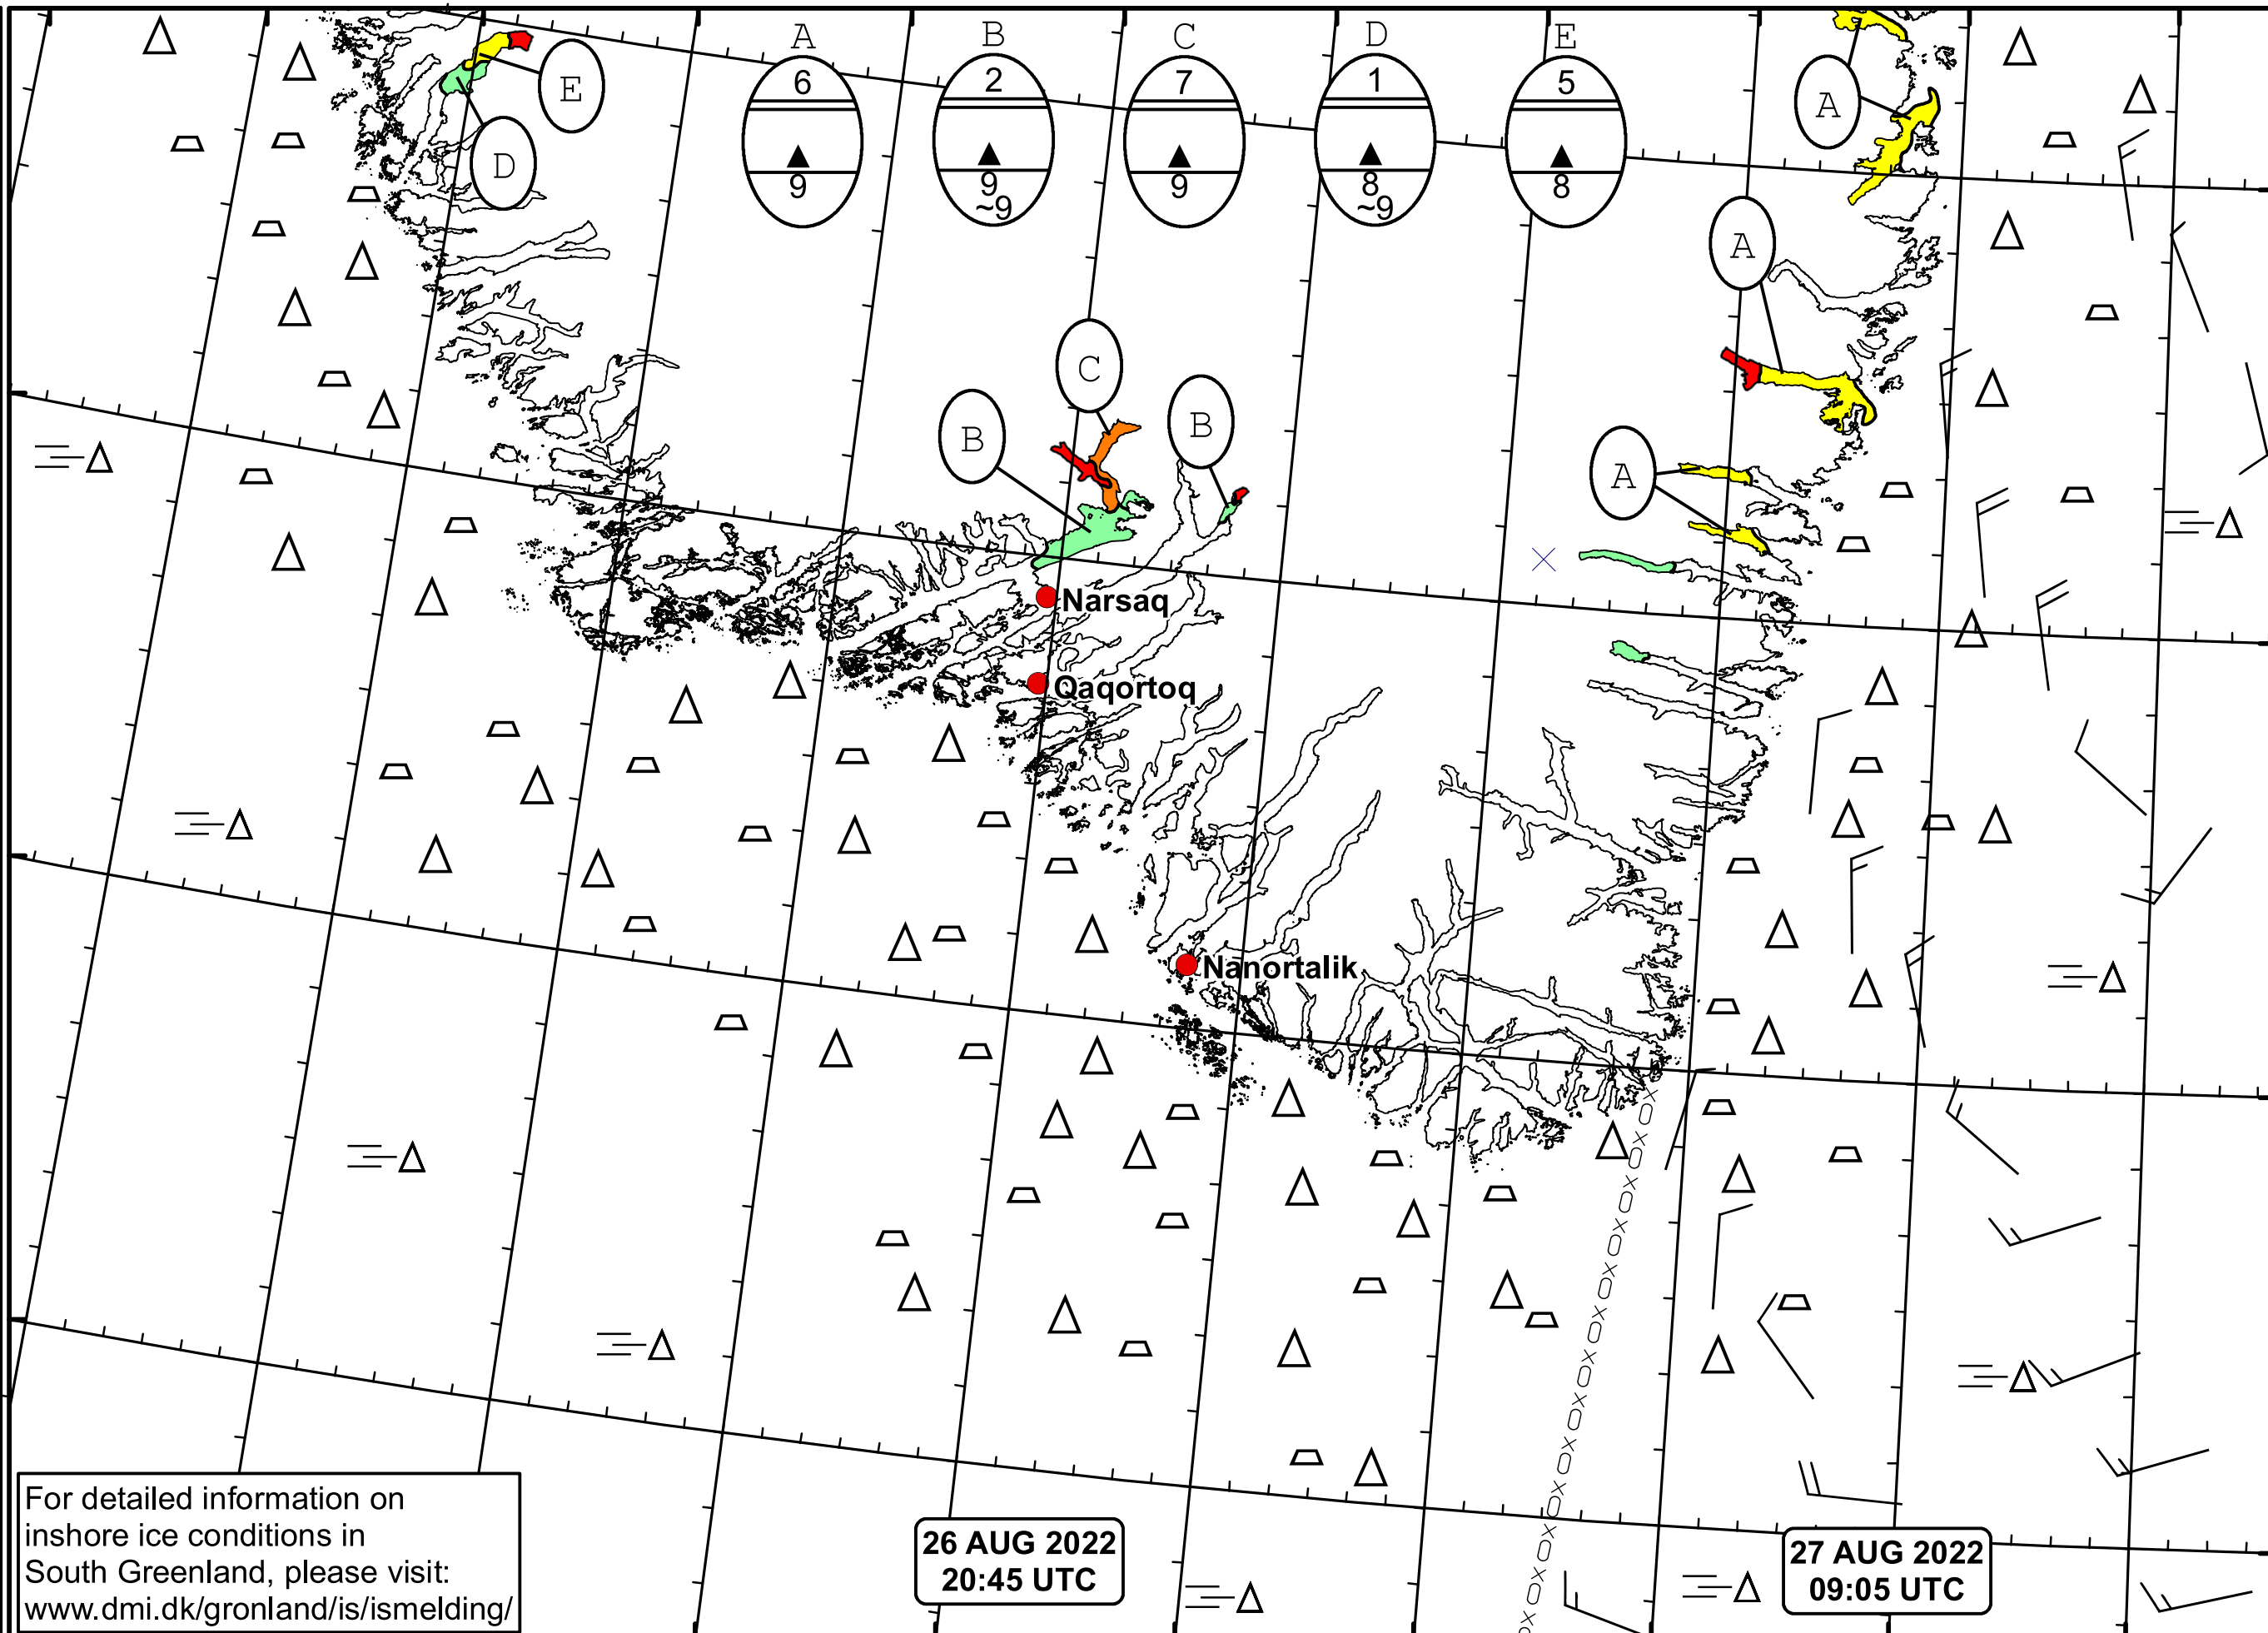 A B C D E
6 2 7 1 5
9 9 9 8 8
~9 ~9
E
D
A
A
C
B
B
A
Narsaq
Qaqortoq
Nanortalik
For detailed information on
inshore ice conditions in
South Greenland, please visit:
www.dmi.dk/gronland/is/ismelding/
26 AUG 2022
20:45 UTC
27 AUG 2022
09:05 UTC